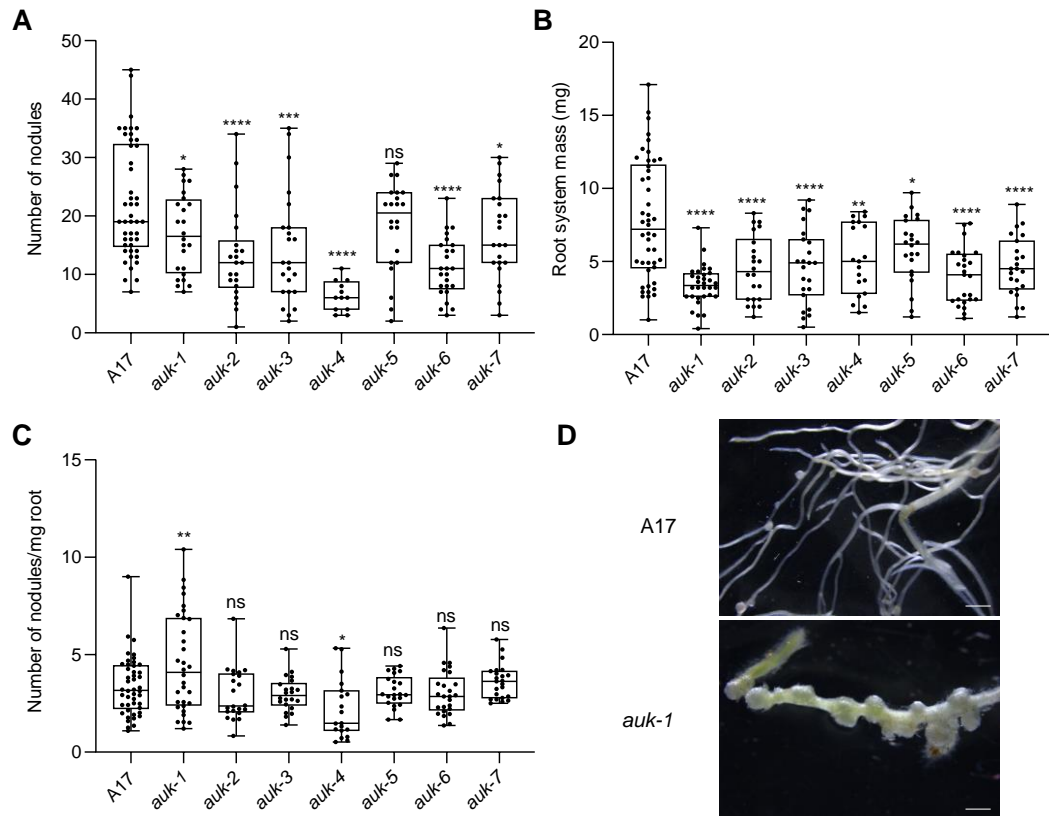 A
Number of nodules
50
40
30
20
10
0
*
****
***
****
ns
****
*
A17
auk-1
auk-2
auk-3
auk-4
auk-5
auk-6
auk-7
B
Root system mass (mg)
20
15
10
5
0
****
****
****
**
*
****
****
A17
auk-1
auk-2
auk-3
auk-4
auk-5
auk-6
auk-7
C
Number of nodules/mg root
15
10
5
0
**
ns
ns
*
ns
ns
ns
A17
auk-1
auk-2
auk-3
auk-4
auk-5
auk-6
auk-7
D
A17
auk-1